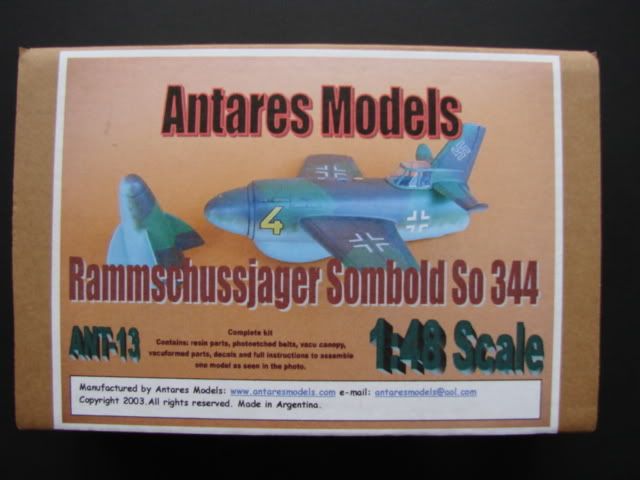 Antares Models
4
Rammschussjager Sombold So 344
ANT-13
Complete kit
Contains: resin parts, photoetched belts, vacu canopy,
vacuformed parts, decals and full instructions to assemble
one model as seen in the photo.
1:48 Scale
Manufactured by Antares Models: www.antaresmodels.com e-mail: antaresmodels@aol.com
Copyright 2003.All rights reserved. Made in Argentina.